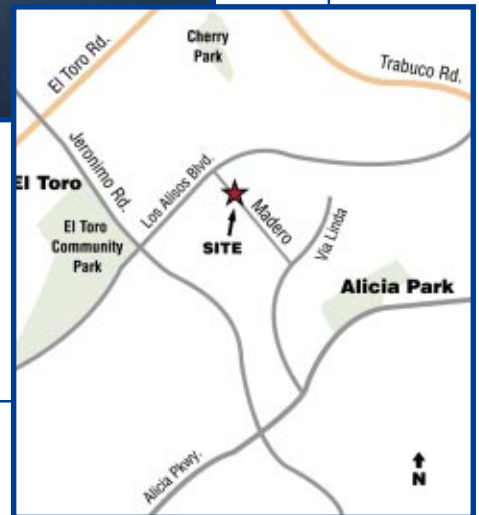 Cherry
Park
El Toro Rd.
Trabuco Rd.
Jeronimo Rd.
Los Alisos Blvd.
El Toro
El Toro
Community
Park
SITE
Madero
Via Linda
Alicia Park
Alicia Pkwy.
N